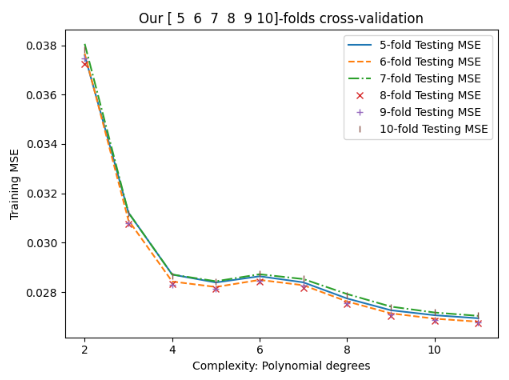 Our [ 5 6 7 8 9 10]-folds cross-validation
5-fold Testing MSE
6-fold Testing MSE
7-fold Testing MSE
8-fold Testing MSE
9-fold Testing MSE
10-fold Testing MSE
Training MSE
0.038
0.036
0.034
0.032
0.030
0.028
2 4 6 8 10
Complexity: Polynomial degrees